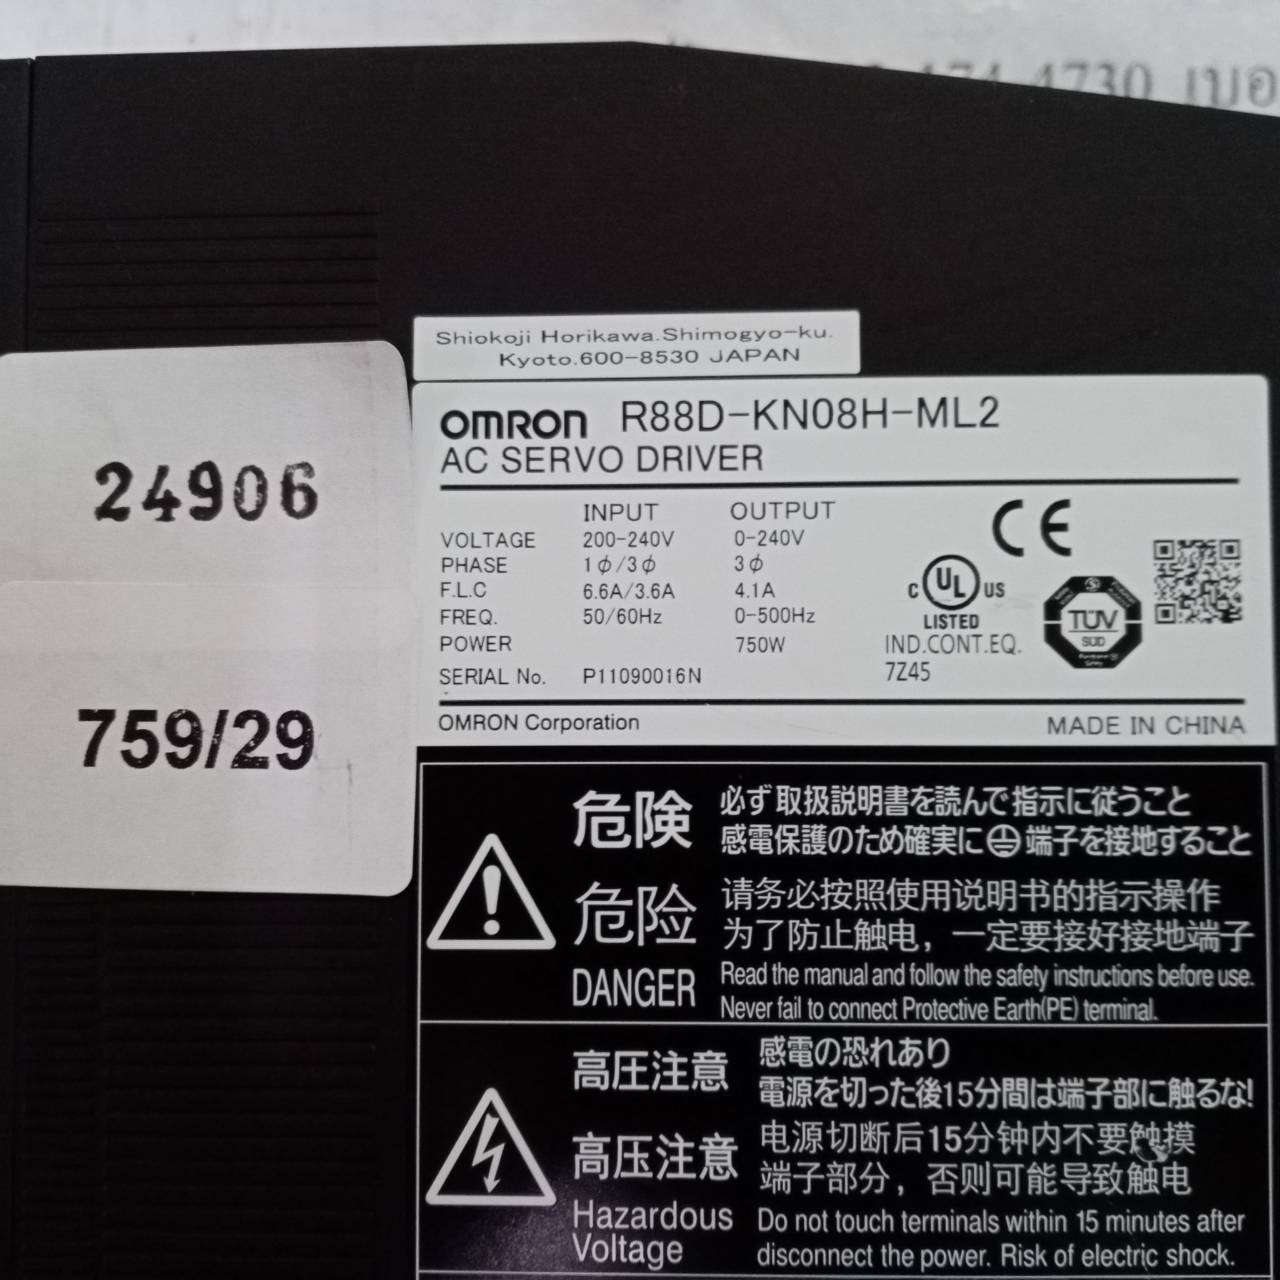 4730 เบอ
Shiokoji Horikawa.Shimogyo-ku.
Kyoto.600-8530 JAPAN
24906
759/29
OMRON R88D-KN08H-ML2
AC SERVO DRIVER
INPUT OUTPUT
VOLTAGE 200-240V 0-240V
PHASE 1ϕ/3ϕ 3ϕ
F.L.C 6.6A/3.6A 4.1A
FREQ. 50/60Hz 0-500Hz
POWER 750W
SERIAL No. P11090016N
CE
C UL US
LISTED
IND.CONT.EQ.
7Z45
TÜV
SÜD
OMRON Corporation MADE IN CHINA
危険 必ず取扱説明書を読んで指示に従うこと
感電保護のため確実に端子を接地すること
危险 请务必按照使用说明书的指示操作
为了防止触电，一定要接好接地端子
DANGER Read the manual and follow the safety instructions before use.
Never fail to connect Protective Earth(PE) terminal.
高圧注意 感電の恐れあり
電源を切った後15分間は端子部に触るな!
高压注意 电源切断后15分钟内不要触摸
端子部分，否则可能导致触电
Hazardous Do not touch terminals within 15 minutes after
Voltage disconnect the power. Risk of electric shock.